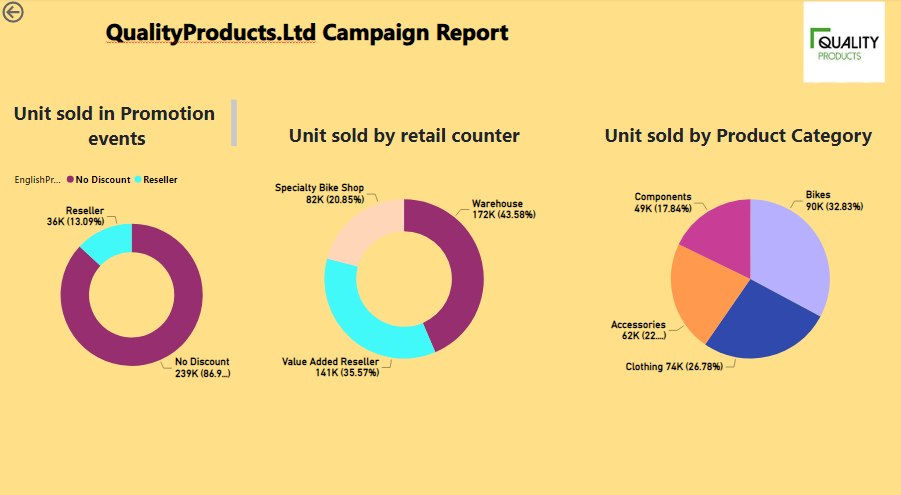 QualityProducts.Ltd Campaign Report
QUALITY
PRODUCTS
Unit sold in Promotion
events
EnglishPr... No Discount Reseller
Reseller
36K (13.09%)
No Discount
239K (86.9...)
Unit sold by retail counter
Specialty Bike Shop
82K (20.85%)
Warehouse
172K (43.58%)
Value Added Reseller
141K (35.57%)
Unit sold by Product Category
Components
49K (17.84%)
Bikes
90K (32.83%)
Accessories
62K (22....)
Clothing 74K (26.78%)